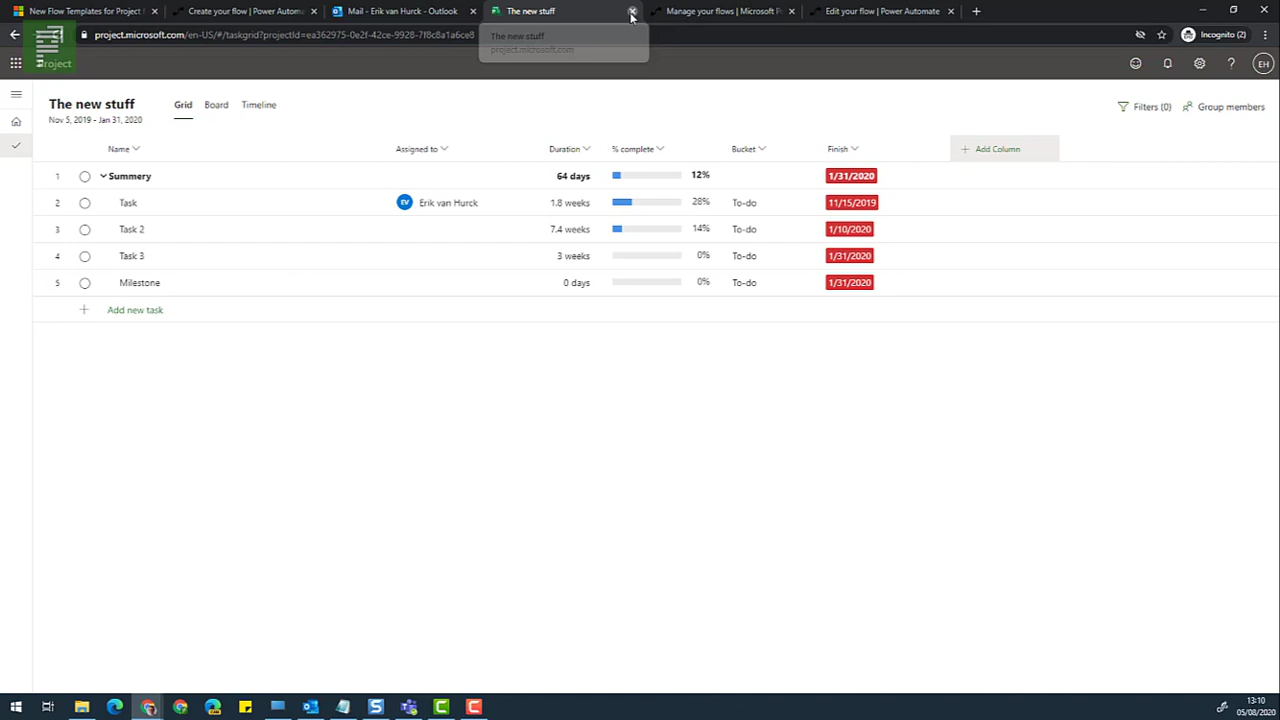 New Flow Templates for Project
Create your flow | Power Autom
Mail - Erik van Hurck - Outlook
The new stuff
Manage your flows | Microsoft P
Edit your flow | Power Automate
project.microsoft.com/en-US/#/taskgrid?projectId=ea362975-0e2f-42ce-9928-7f8c8a1a6ce8
Incognito (2)
The new stuff
project.microsoft.com
Project
EH
The new stuff
Grid Board Timeline
Nov 5, 2019 - Jan 31, 2020
Filters (0) Group members
Name Assigned to Duration % complete Bucket Finish Add Column
1 Summery 64 days 12% 1/31/2020
2 Task EV Erik van Hurck 1.8 weeks 28% To-do 11/15/2019
3 Task 2 7.4 weeks 14% To-do 1/10/2020
4 Task 3 3 weeks 0% To-do 1/31/2020
5 Milestone 0 days 0% To-do 1/31/2020
Add new task
13:10
05/08/2020